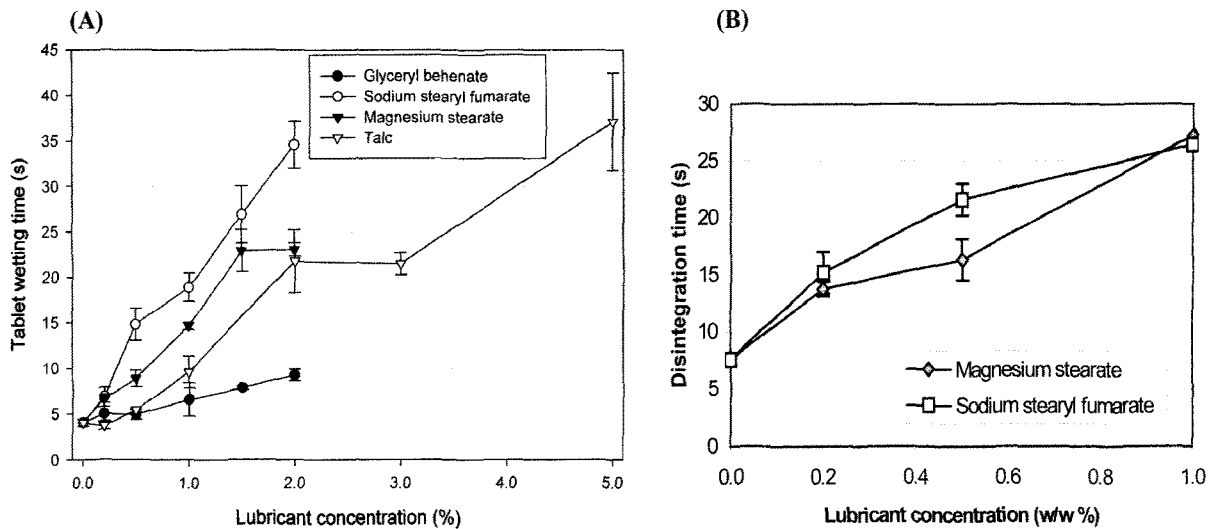 (A)
45
40
35
30
25
20
15
10
5
0
Tablet wetting time (s)
Glyceryl behenate
Sodium stearyl fumarate
Magnesium stearate
Talc
0.0 1.0 2.0 3.0 4.0 5.0
Lubricant concentration (%)
(B)
30
25
20
15
10
5
0
Disintegration time (s)
Magnesium stearate
Sodium stearyl fumarate
0.0 0.2 0.4 0.6 0.8 1.0
Lubricant concentration (w/w %)